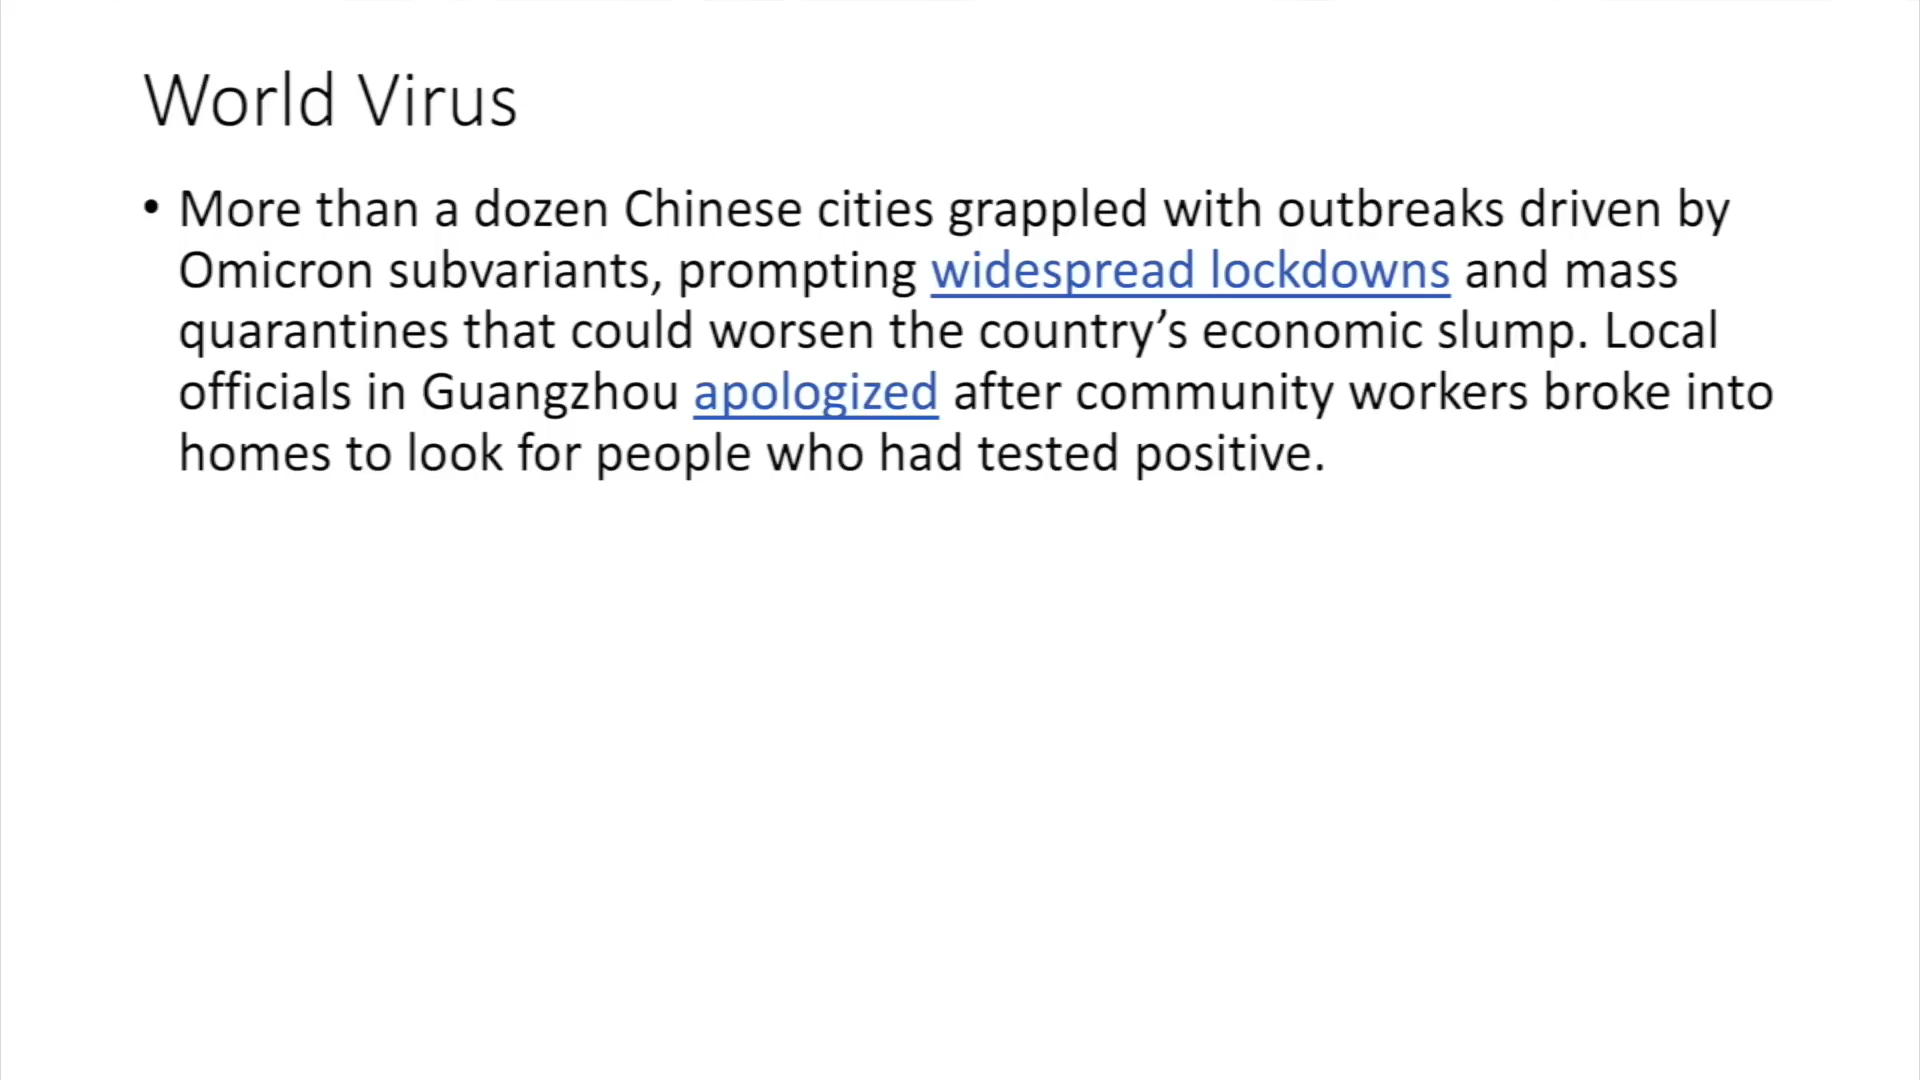 World Virus
• More than a dozen Chinese cities grappled with outbreaks driven by
Omicron subvariants, prompting widespread lockdowns and mass
quarantines that could worsen the country’s economic slump. Local
officials in Guangzhou apologized after community workers broke into
homes to look for people who had tested positive.